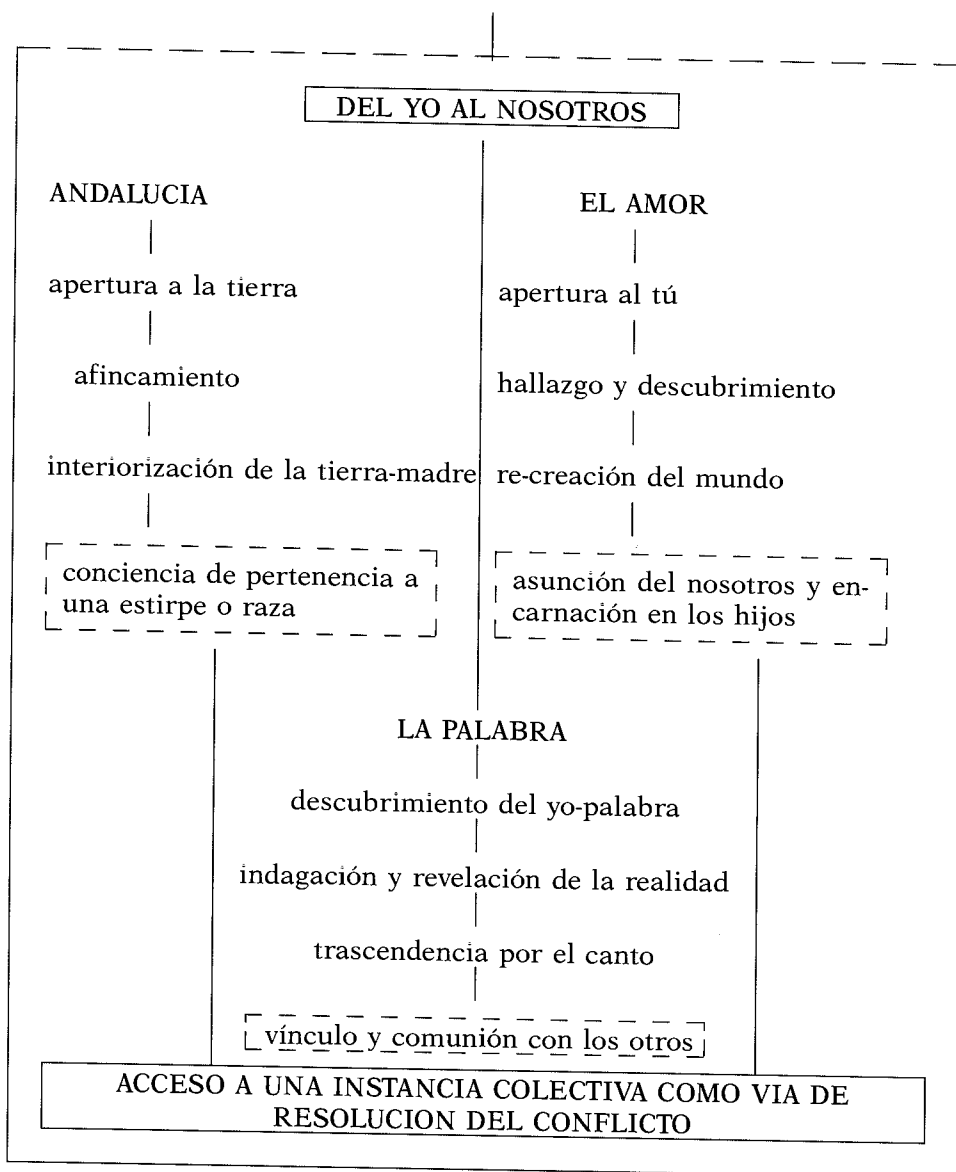 DEL YO AL NOSOTROS
ANDALUCIA
apertura a la tierra
afincamiento
interiorización de la tierra-madre
conciencia de pertenencia a
una estirpe o raza
EL AMOR
apertura al tú
hallazgo y descubrimiento
re-creación del mundo
asunción del nosotros y en-
carnación en los hijos
LA PALABRA
descubrimiento del yo-palabra
indagación y revelación de la realidad
trascendencia por el canto
vínculo y comunión con los otros
ACCESO A UNA INSTANCIA COLECTIVA COMO VIA DE
RESOLUCION DEL CONFLICTO